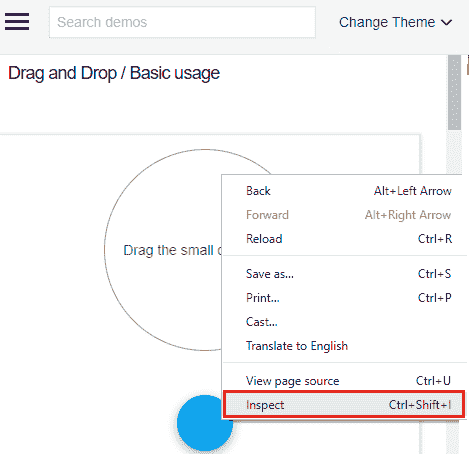 Search demos
Change Theme
Drag and Drop / Basic usage
Drag the small
Back Alt+Left Arrow
Forward Alt+Right Arrow
Reload Ctrl+R
Save as... Ctrl+S
Print... Ctrl+P
Cast...
Translate to English
View page source Ctrl+U
Inspect Ctrl+Shift+I